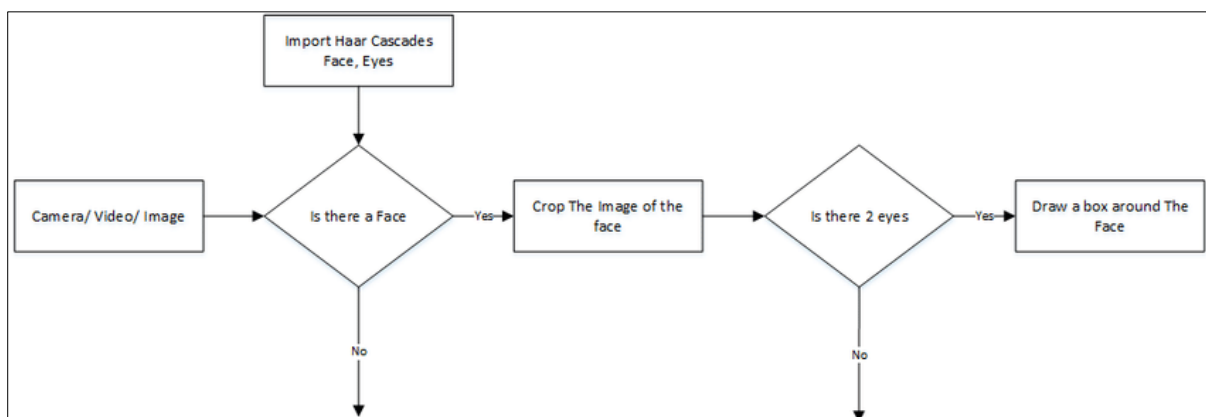 Import Haar Cascades
Face, Eyes
Camera/ Video/ Image
Is there a Face
Yes
Crop The Image of the
face
Is there 2 eyes
Yes
Draw a box around The
Face
No
No